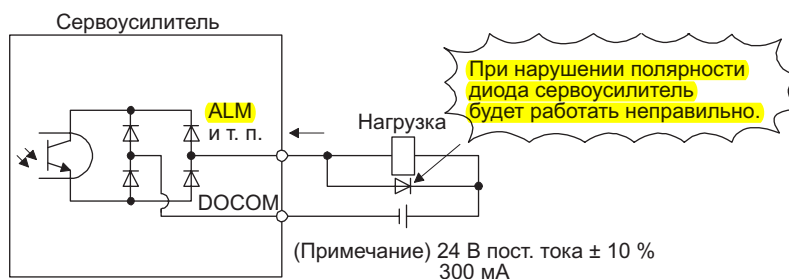 Сервоусилитель
ALM
и т. п.
DOCOM
Нагрузка
При нарушении полярности
диода сервоусилитель
будет работать неправильно.
(Примечание) 24 В пост. тока ± 10 %
300 мА